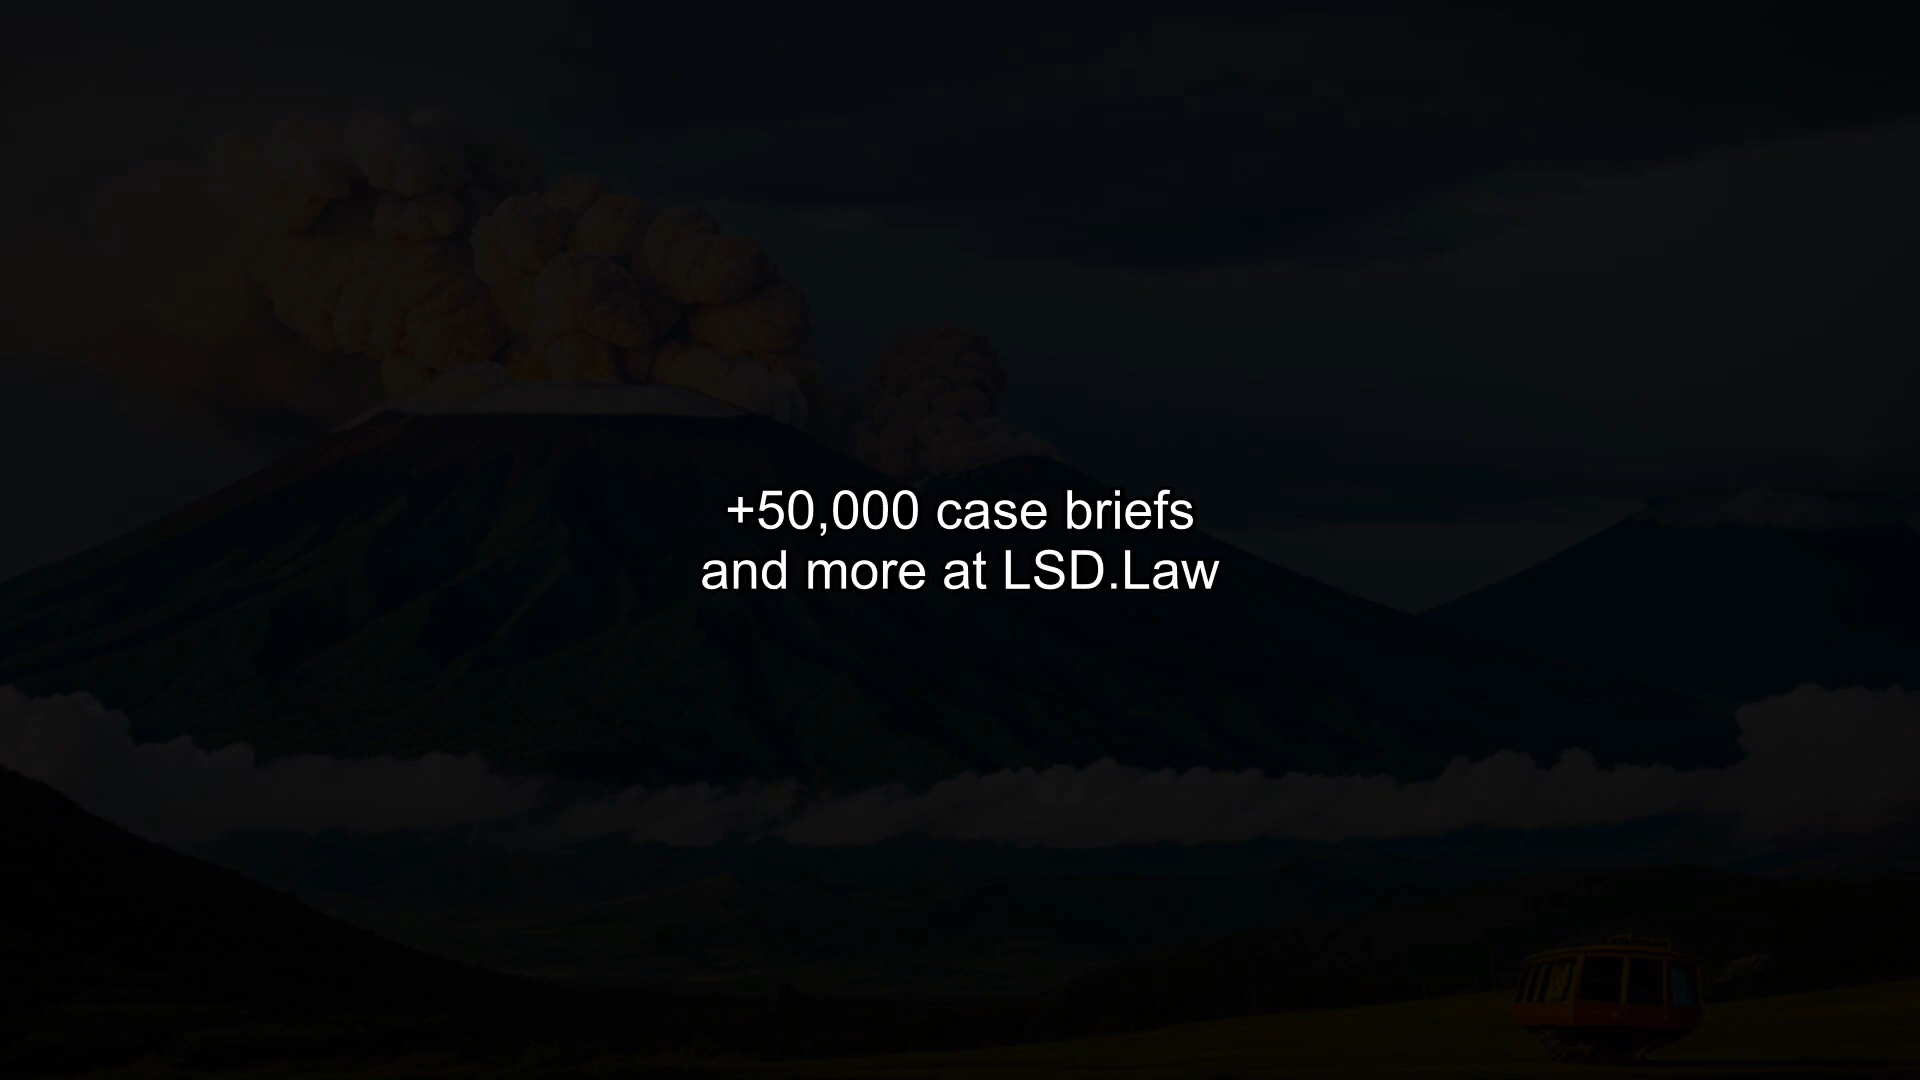 +50,000 case briefs
and more at LSD.Law